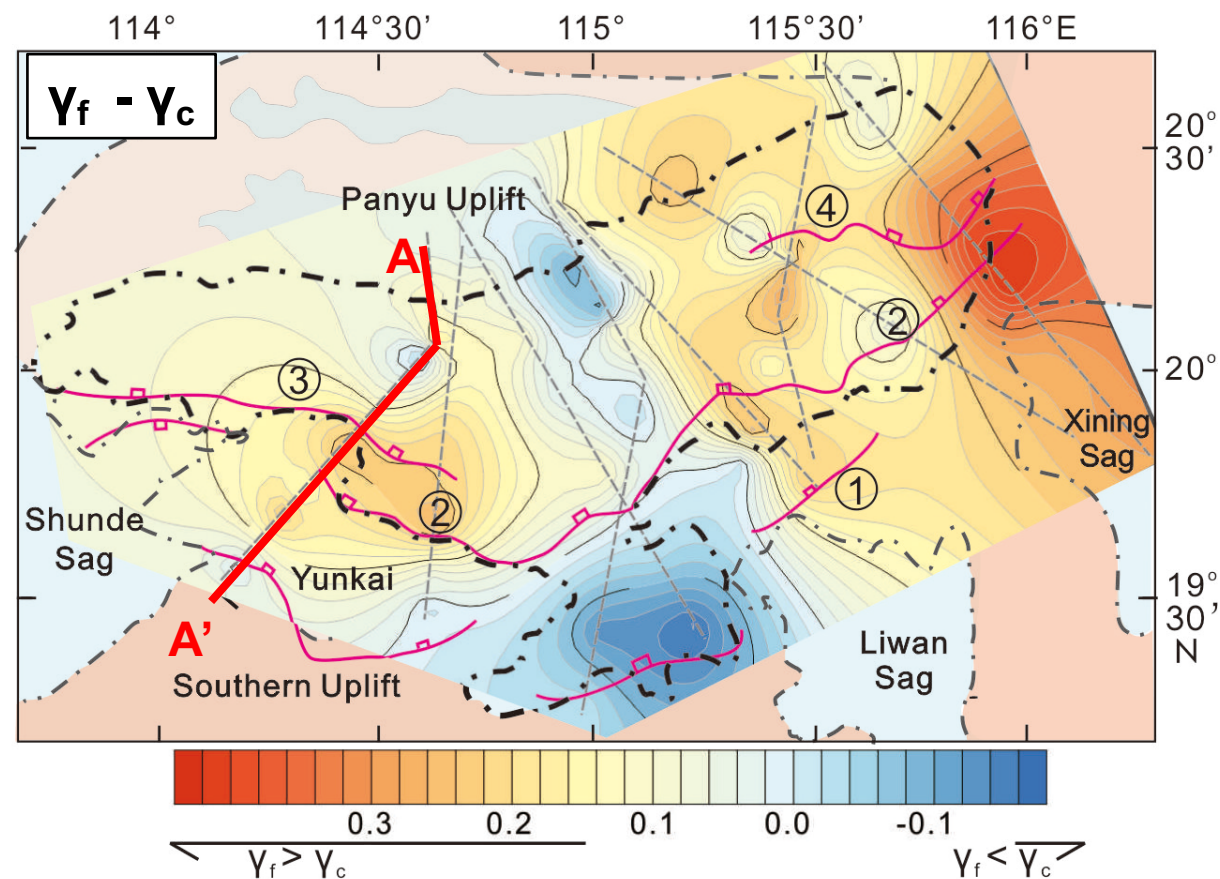 114° 114°30’ 115° 115°30’ 116°E
γf - γc
20°
30’
Panyu Uplift
④
A
②
③
20°
Xining
Sag
①
②
Shunde
Sag
Yunkai
19°
30’
N
A’
Liwan
Sag
Southern Uplift
0.3 0.2 0.1 0.0 -0.1
γf > γc γf < γc